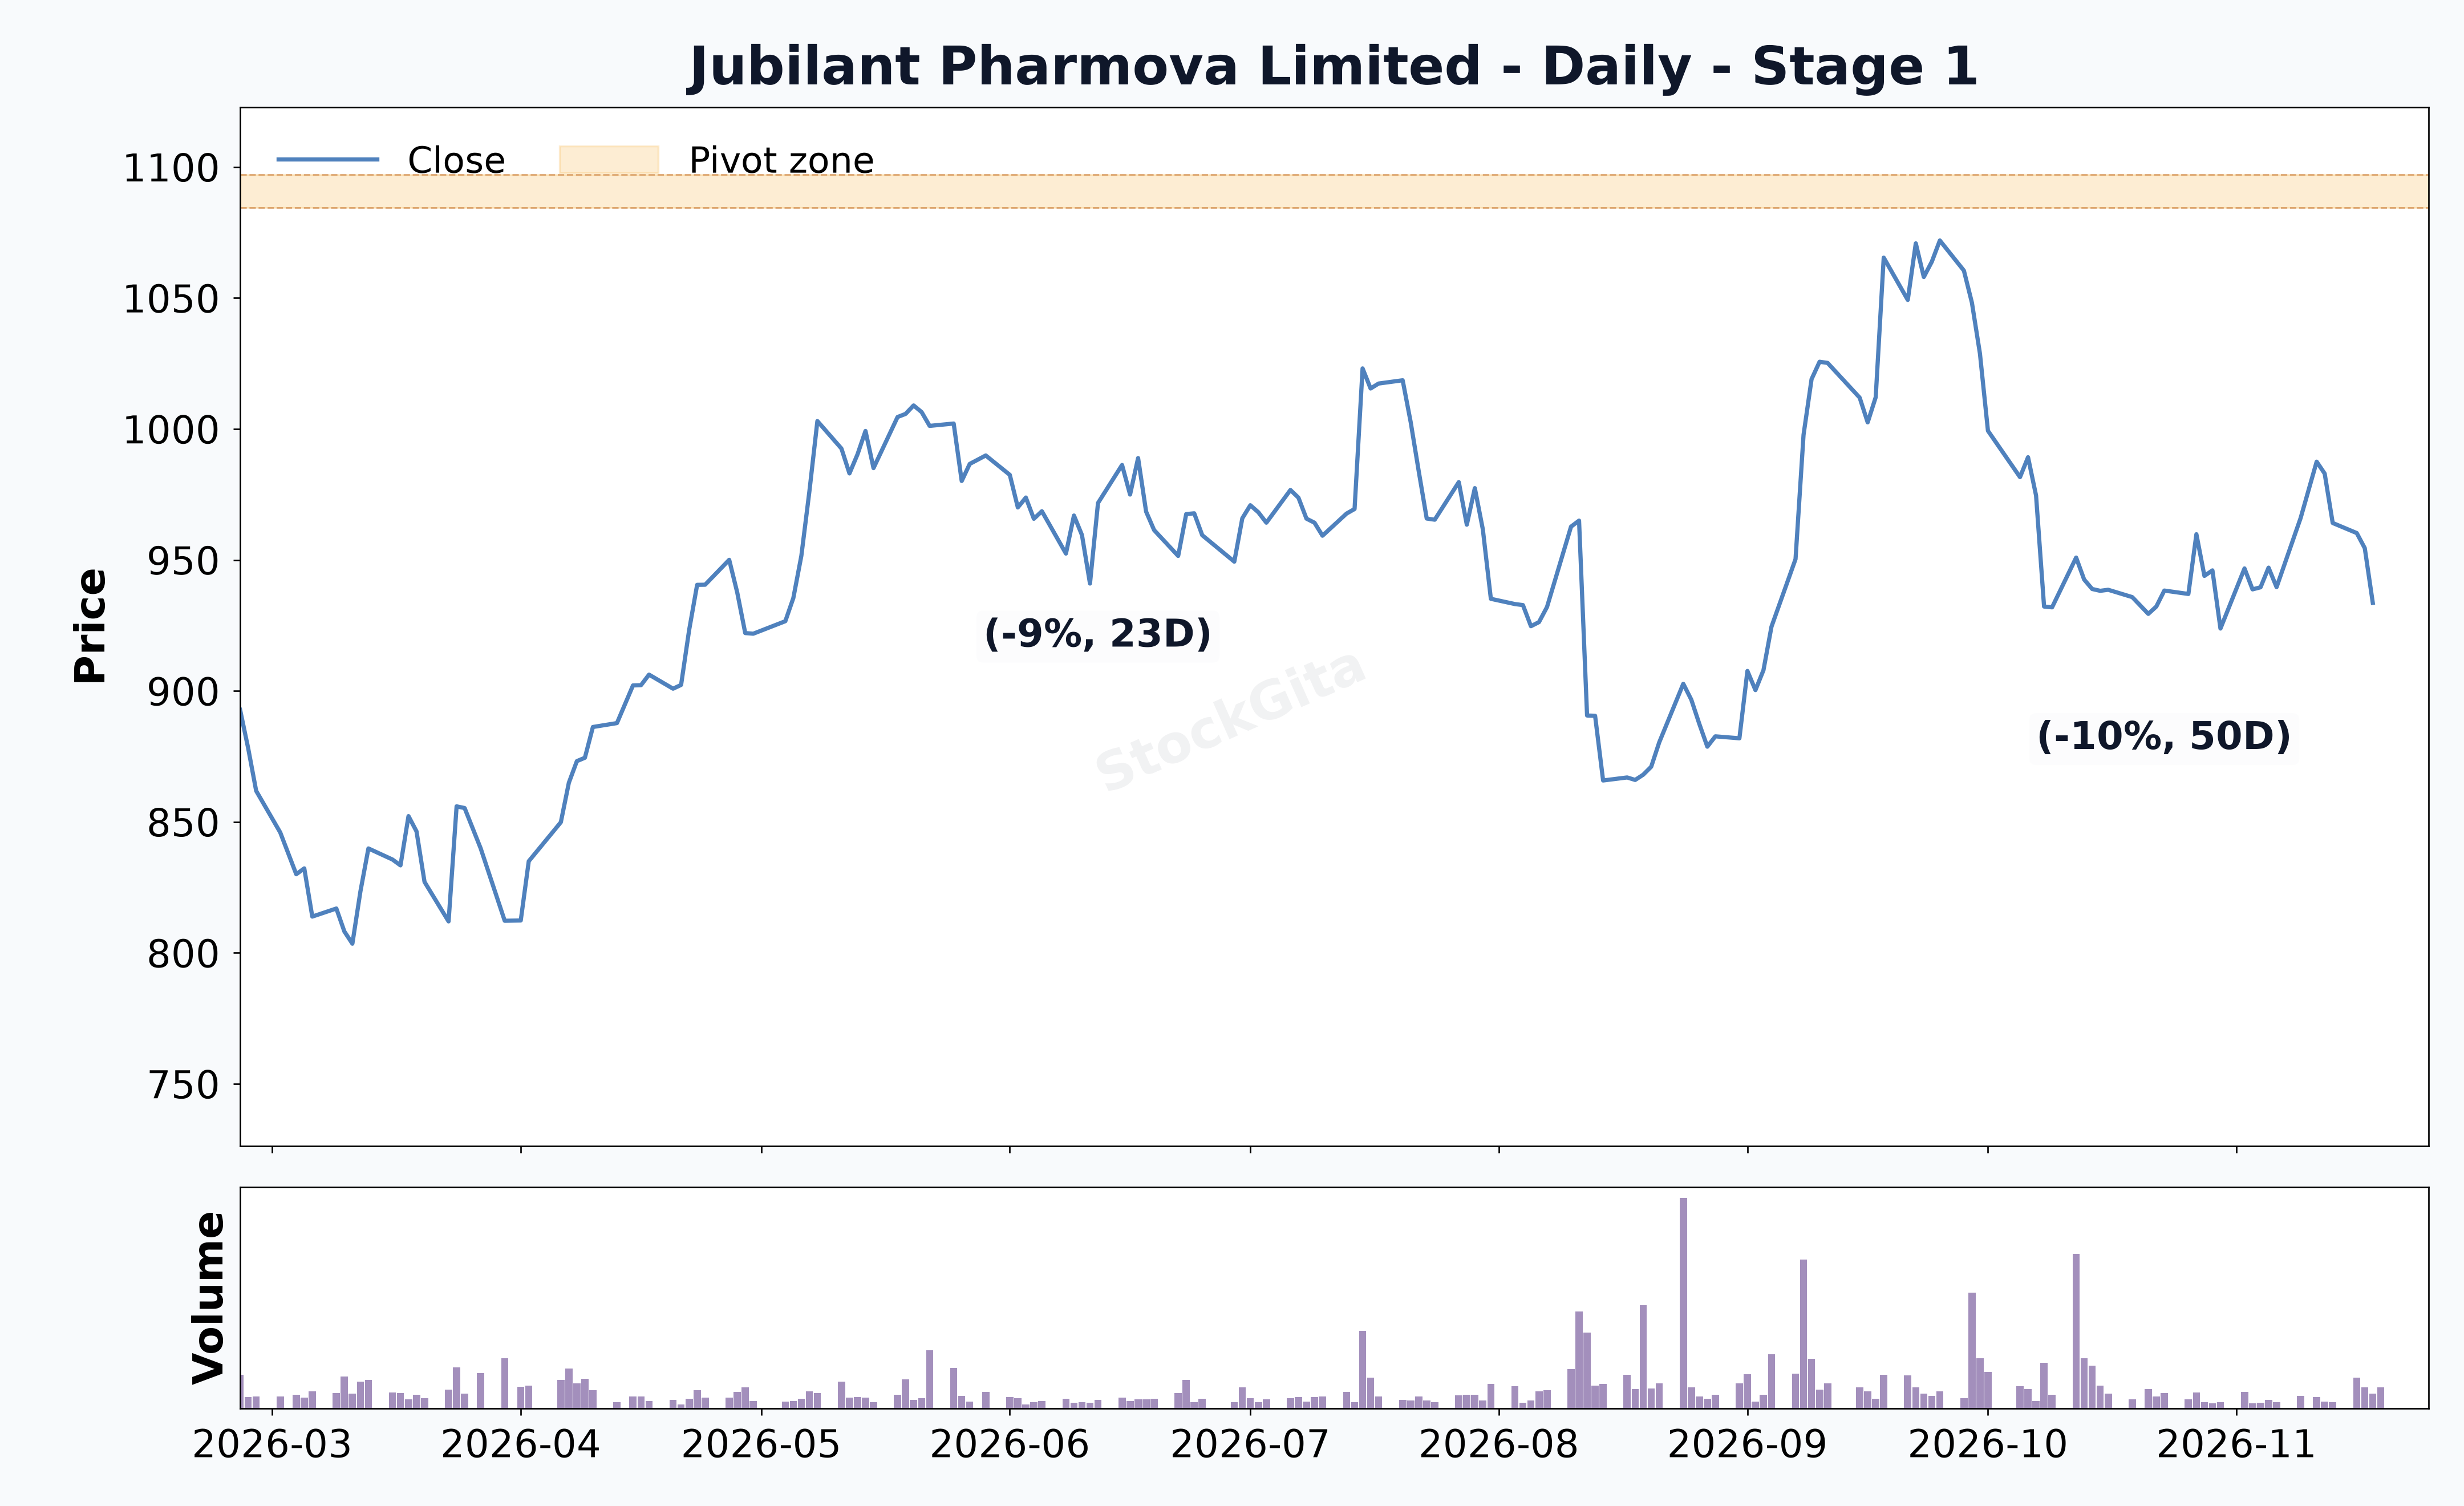 Jubilant Pharmova Limited - Daily - Stage 1
Close
Pivot zone
1100
1050
1000
950
900
850
800
750
Price
(-9%, 23D)
(-10%, 50D)
StockGita
Volume
2026-03
2026-04
2026-05
2026-06
2026-07
2026-08
2026-09
2026-10
2026-11